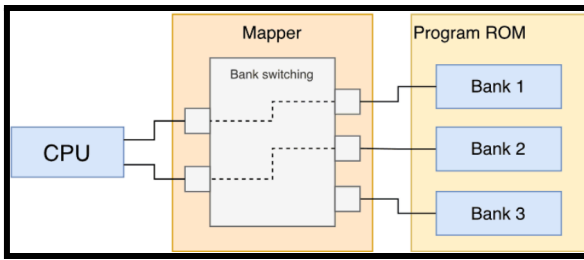 Mapper
Program ROM
Bank switching
CPU
Bank 1
Bank 2
Bank 3